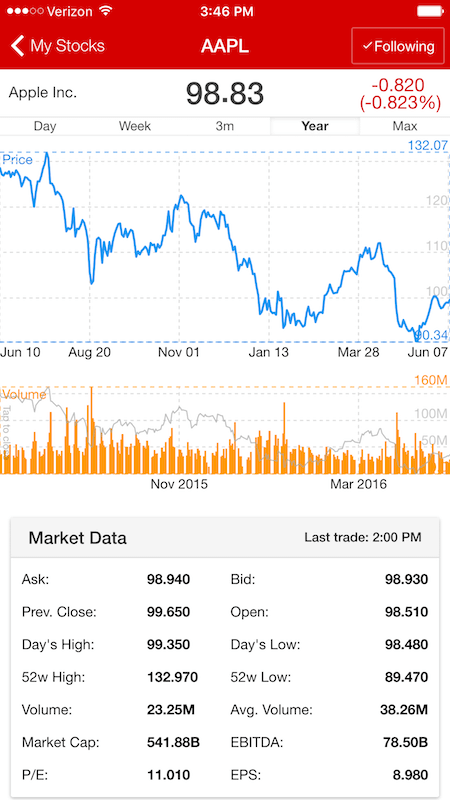 Verizon 3:46 PM
My Stocks AAPL ✓Following
Apple Inc. 98.83 -0.820
(-0.823%)
Day Week 3m Year Max
132.07
Price
120
110
100
90.34
Jun 10 Aug 20 Nov 01 Jan 13 Mar 28 Jun 07
160M
Volume
100M
50M
Nov 2015 Mar 2016
Market Data Last trade: 2:00 PM
Ask: 98.940 Bid: 98.930
Prev. Close: 99.650 Open: 98.510
Day's High: 99.350 Day's Low: 98.480
52w High: 132.970 52w Low: 89.470
Volume: 23.25M Avg. Volume: 38.26M
Market Cap: 541.88B EBITDA: 78.50B
P/E: 11.010 EPS: 8.980